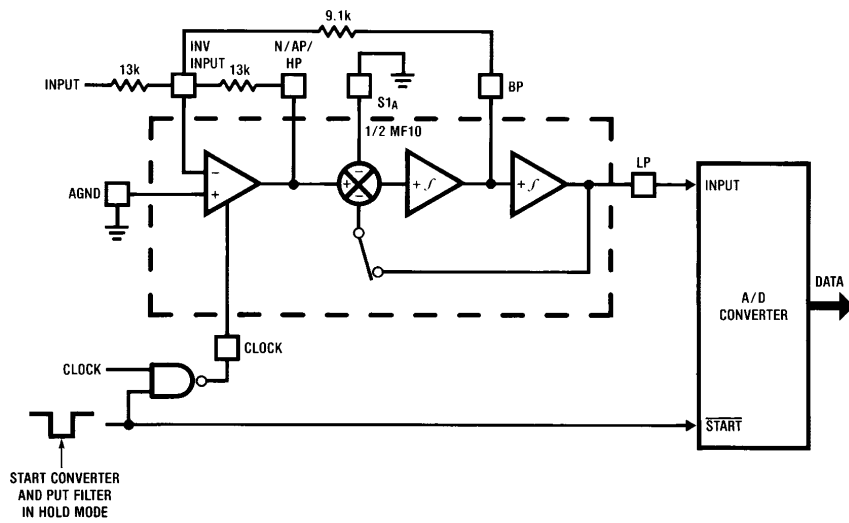 9.1k
INV
INPUT
N/AP/
HP
13k
13k
INPUT
S1A
BP
1/2 MF10
LP
AGND
−
+
+
−
−
+ ∫
+ ∫
INPUT
A/D
CONVERTER
DATA
CLOCK
CLOCK
START
START CONVERTER
AND PUT FILTER
IN HOLD MODE